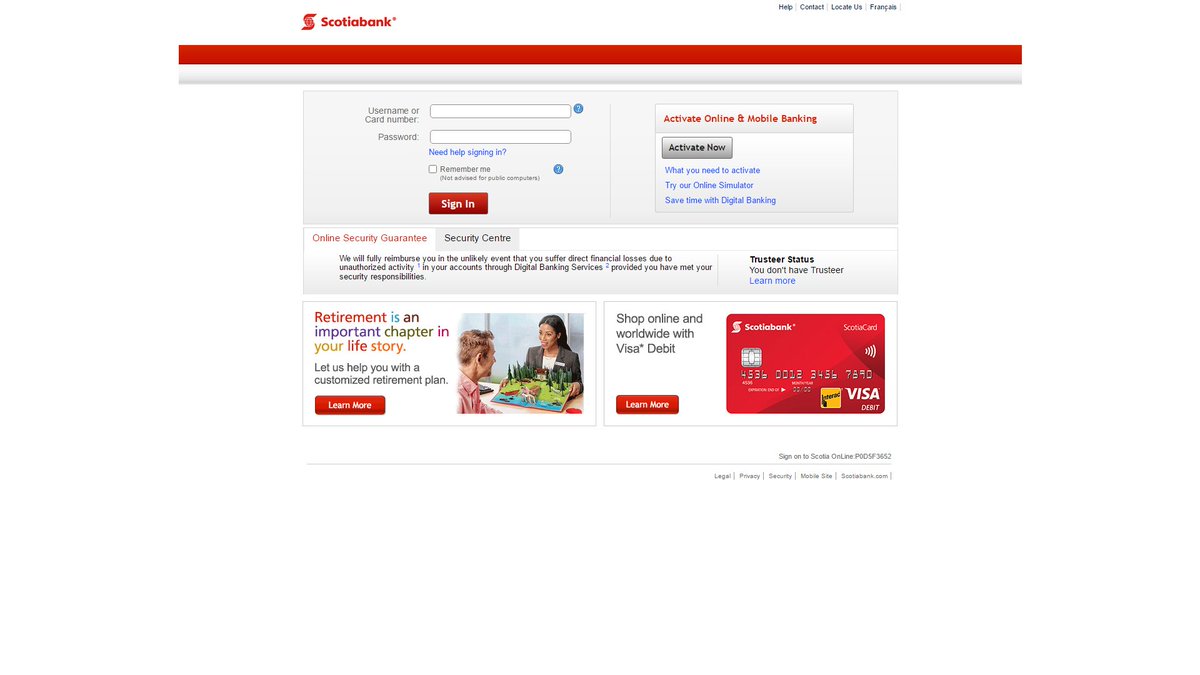 Help
Contact
Locate Us
Français
Scotiabank®
Username or
Card number:
Password:
Need help signing in?
Remember me
(Not advised for public computers)
Sign In
Activate Online & Mobile Banking
Activate Now
What you need to activate
Try our Online Simulator
Save time with Digital Banking
Online Security Guarantee
Security Centre
We will fully reimburse you in the unlikely event that you suffer direct financial losses due to
unauthorized activity 1 in your accounts through Digital Banking Services 2 provided you have met your
security responsibilities.
Trusteer Status
You don't have Trusteer
Learn more
Retirement is an
important chapter in
your life story.
Let us help you with a
customized retirement plan.
Learn More
Shop online and
worldwide with
Visa* Debit
Learn More
Scotiabank®
ScotiaCard
4536 0012 3456 7890
4536
Interac
VISA
DEBIT
Sign on to Scotia OnLine:P0D5F3652
Legal
Privacy
Security
Mobile Site
Scotiabank.com